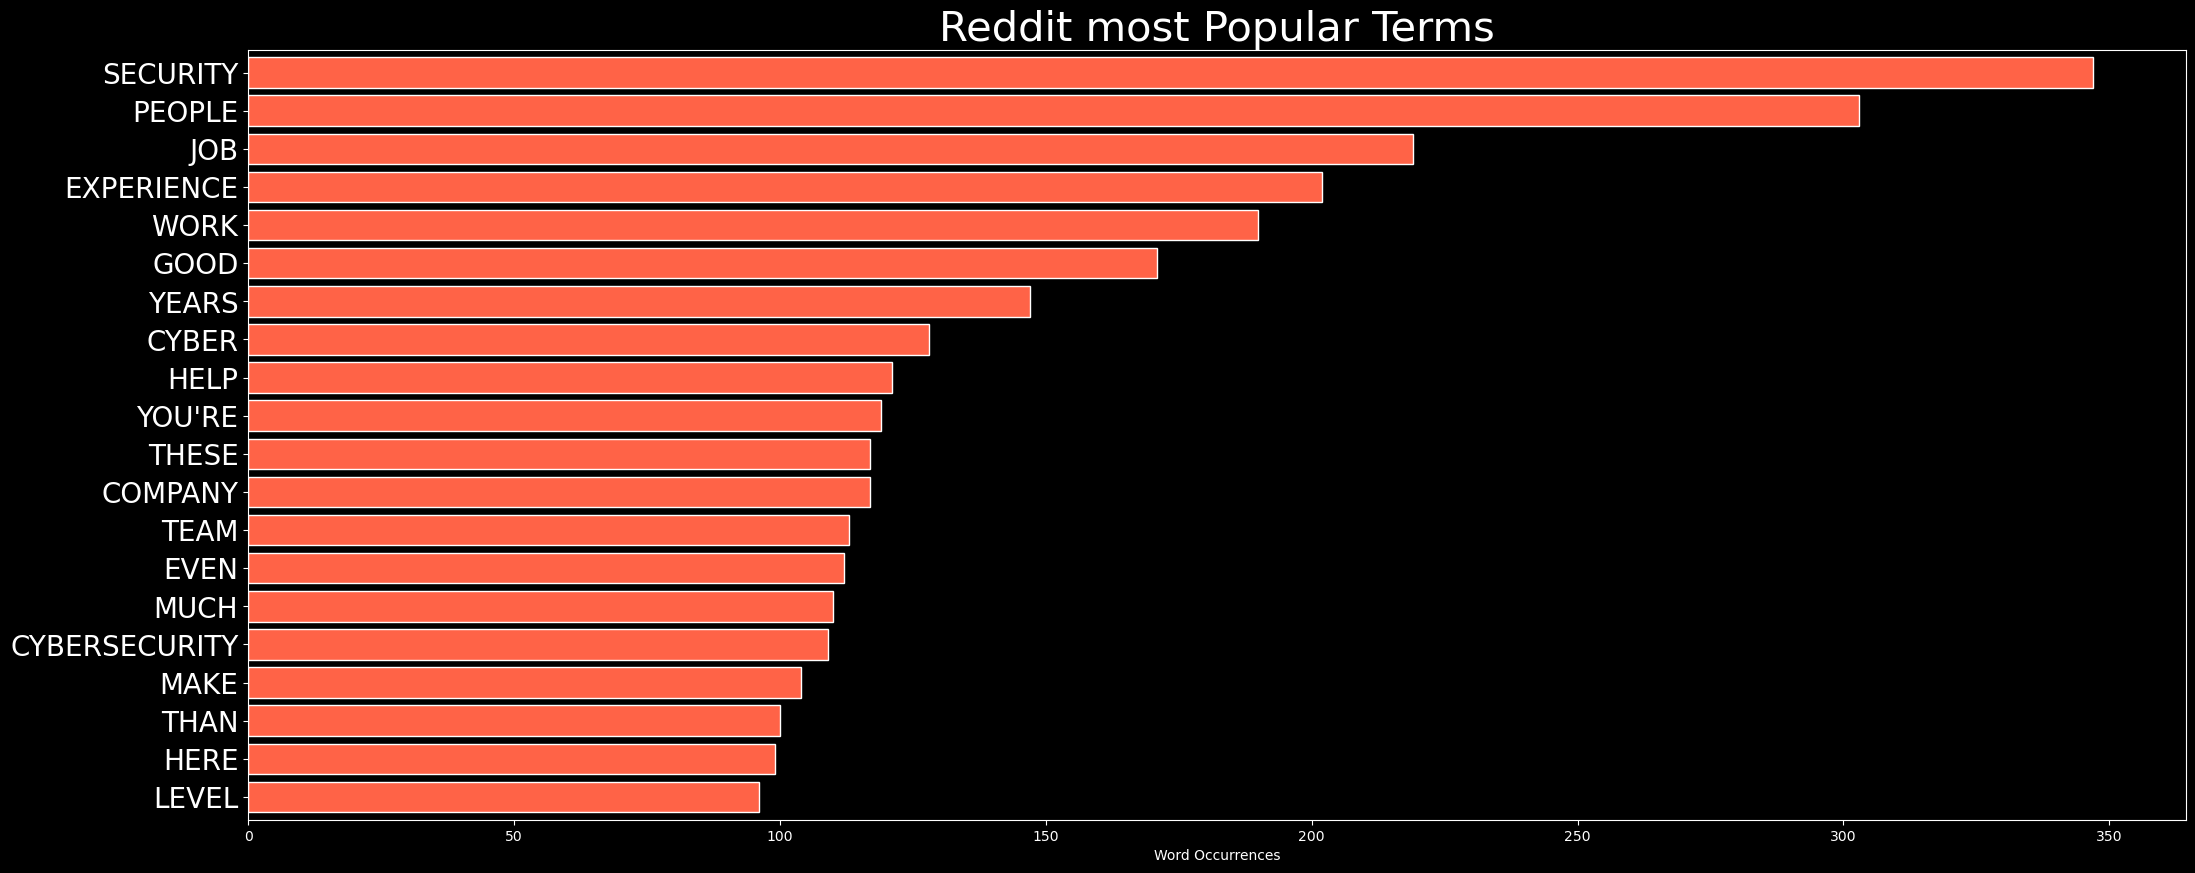 Reddit most Popular Terms
SECURITY
PEOPLE
JOB
EXPERIENCE
WORK
GOOD
YEARS
CYBER
HELP
YOU'RE
THESE
COMPANY
TEAM
EVEN
MUCH
CYBERSECURITY
MAKE
THAN
HERE
LEVEL
0 50 100 150 200 250 300 350
Word Occurrences